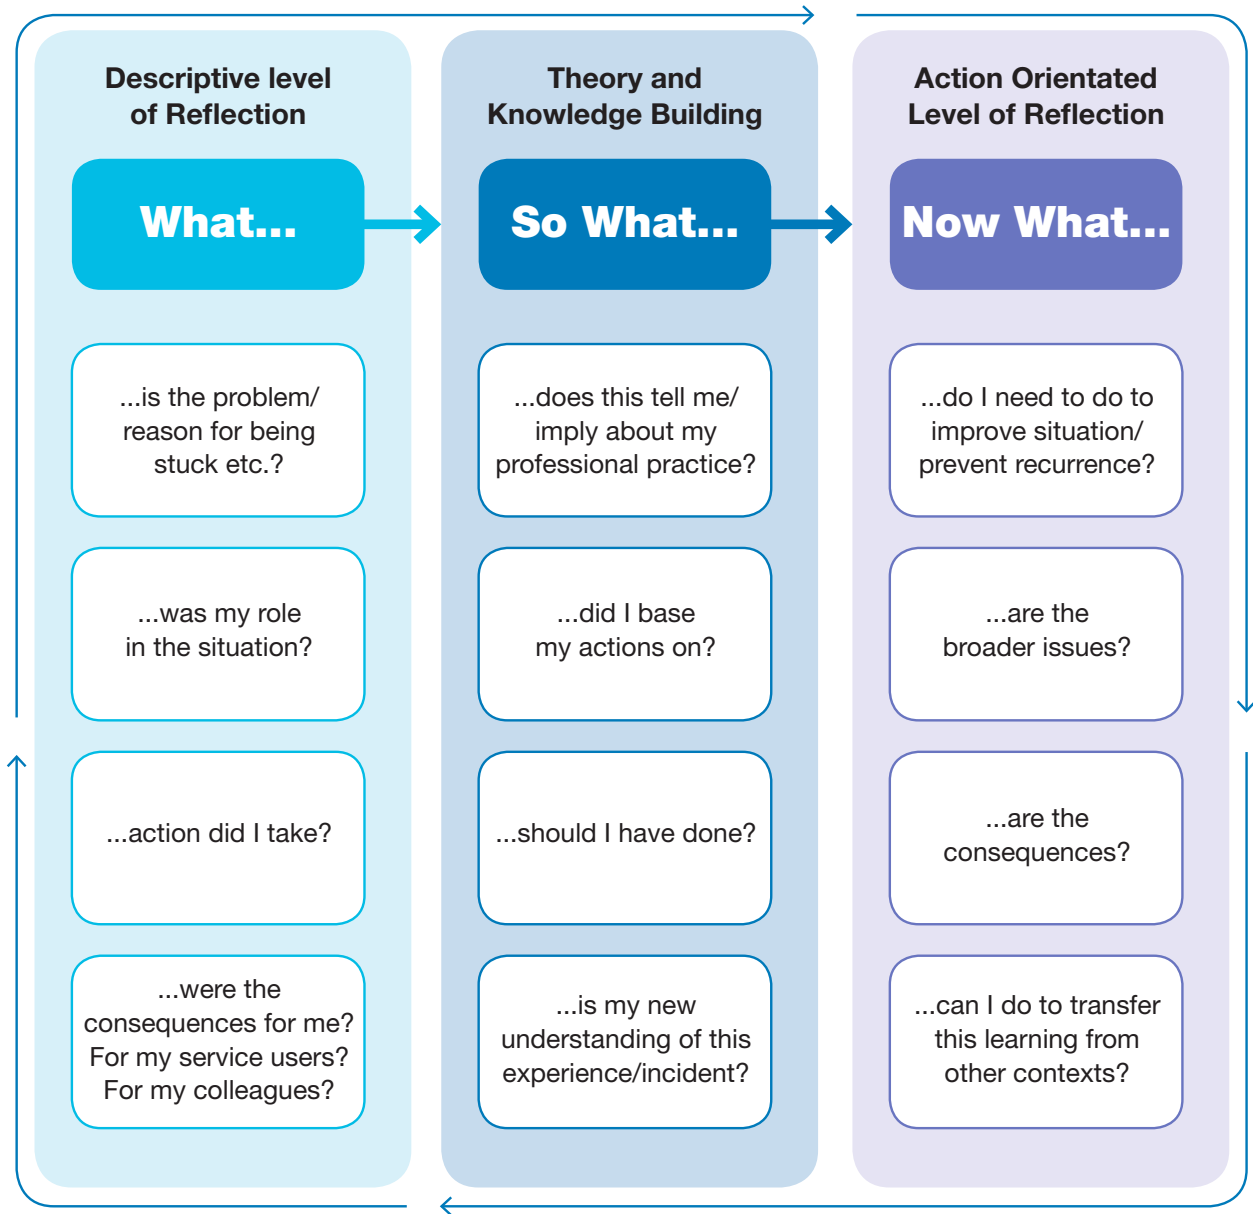 Descriptive level
of Reflection
What...
...is the problem/
reason for being
stuck etc.?
...was my role
in the situation?
...action did I take?
...were the
consequences for me?
For my service users?
For my colleagues?
Theory and
Knowledge Building
So What...
...does this tell me/
imply about my
professional practice?
...did I base
my actions on?
...should I have done?
...is my new
understanding of this
experience/incident?
Action Orientated
Level of Reflection
Now What...
...do I need to do to
improve situation/
prevent recurrence?
...are the
broader issues?
...are the
consequences?
...can I do to transfer
this learning from
other contexts?